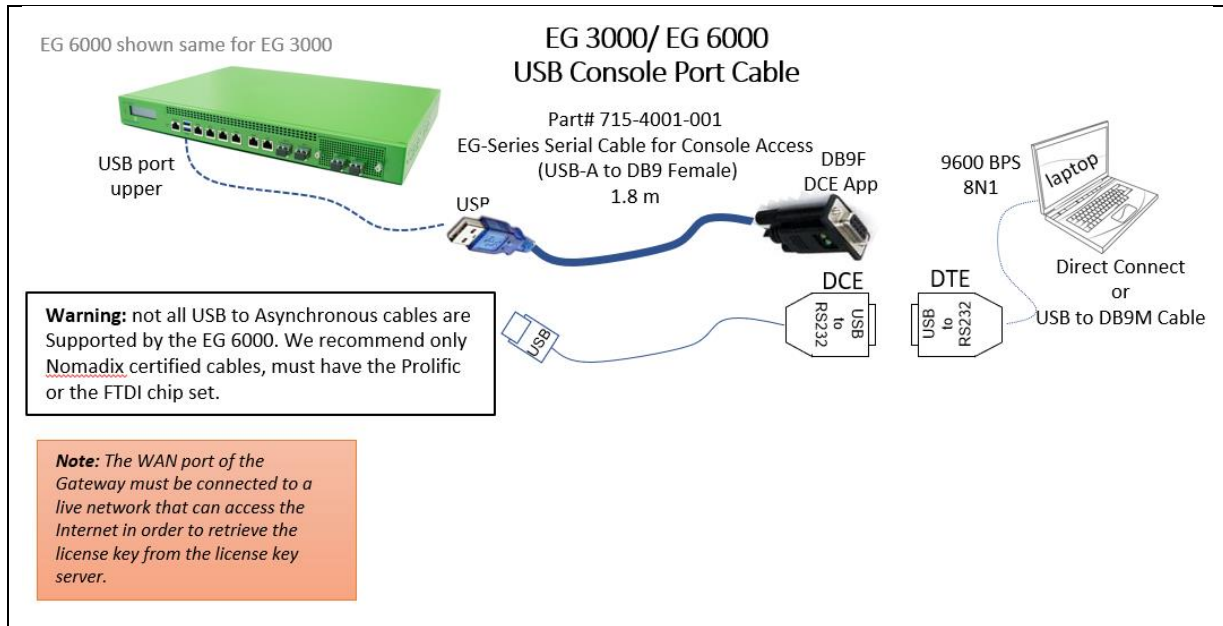 EG 6000 shown same for EG 3000
EG 3000/ EG 6000
USB Console Port Cable
Part# 715-4001-001
EG-Series Serial Cable for Console Access
(USB-A to DB9 Female)
1.8 m
USB port
upper
USB
DB9F
DCE App
9600 BPS
8N1
laptop
Direct Connect
or
USB to DB9M Cable
DCE
DTE
USB
USB
to
RS232
USB
to
RS232
Warning: not all USB to Asynchronous cables are
Supported by the EG 6000. We recommend only
Nomadix certified cables, must have the Prolific
or the FTDI chip set.
Note: The WAN port of the
Gateway must be connected to a
live network that can access the
Internet in order to retrieve the
license key from the license key
server.